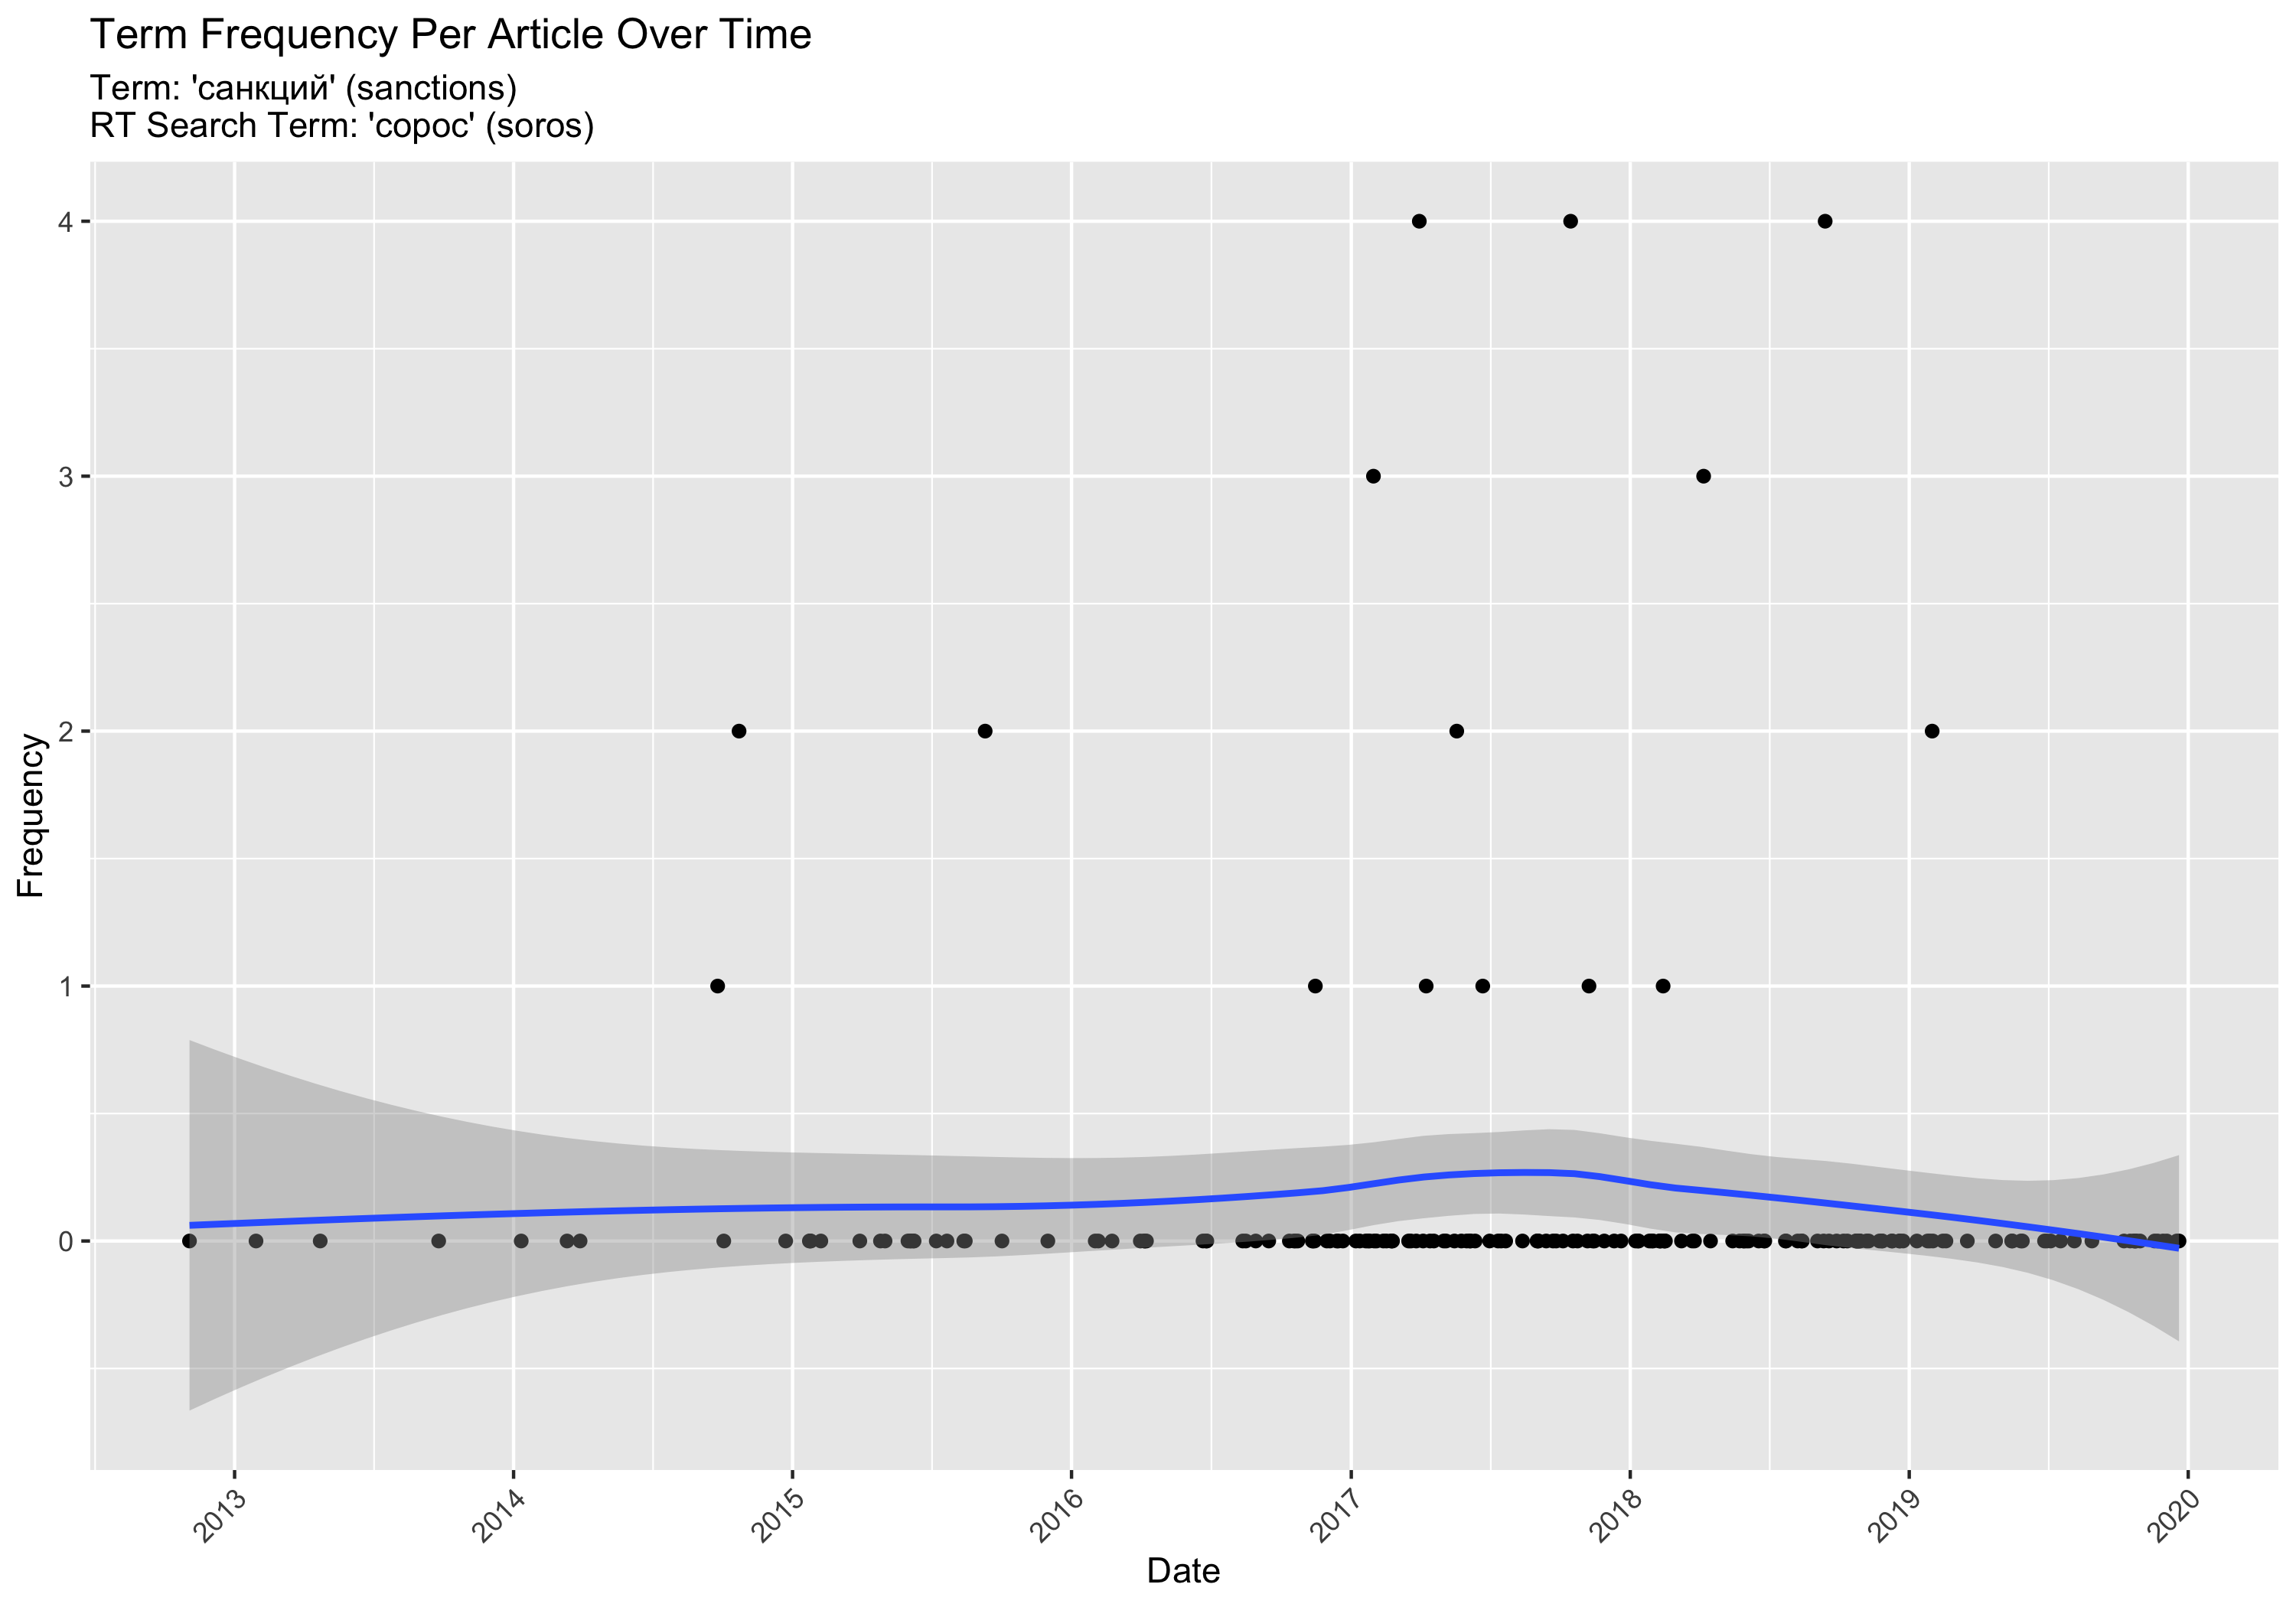 Term Frequency Per Article Over Time
Term: 'санкций' (sanctions)
RT Search Term: 'сорос' (soros)
4
3
2
1
0
Frequency
2013
2014
2015
2016
2017
2018
2019
2020
Date